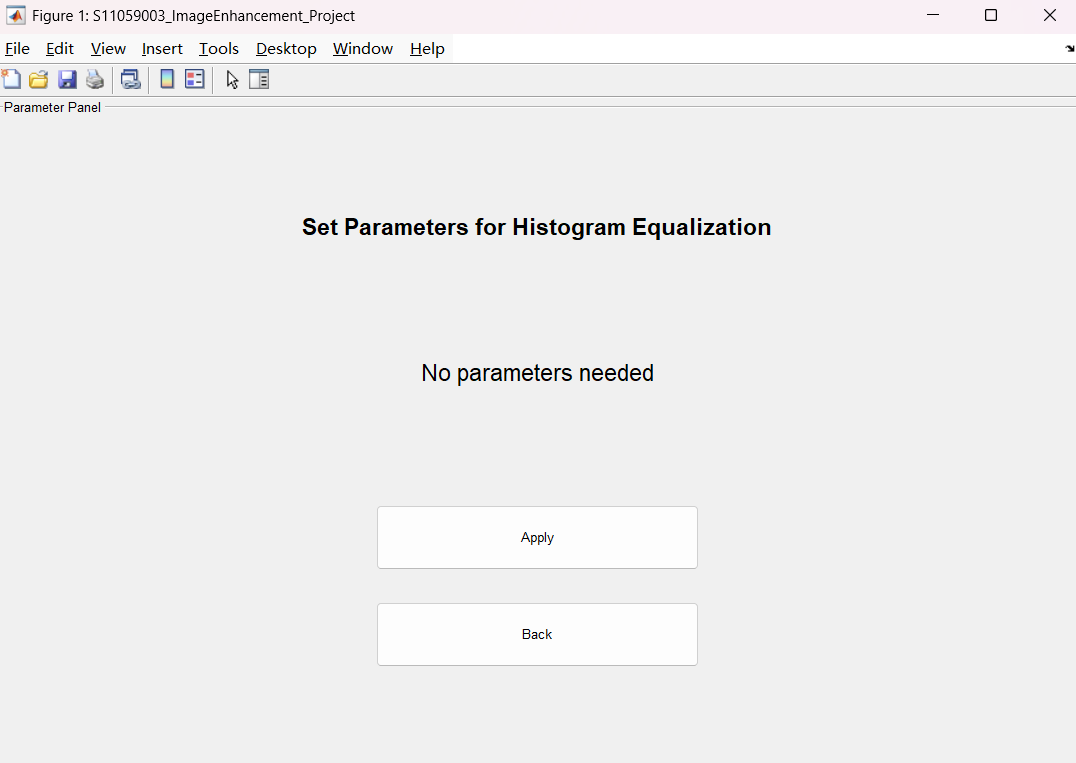 Figure 1: S11059003_ImageEnhancement_Project
File Edit View Insert Tools Desktop Window Help
Parameter Panel
Set Parameters for Histogram Equalization
No parameters needed
Apply
Back